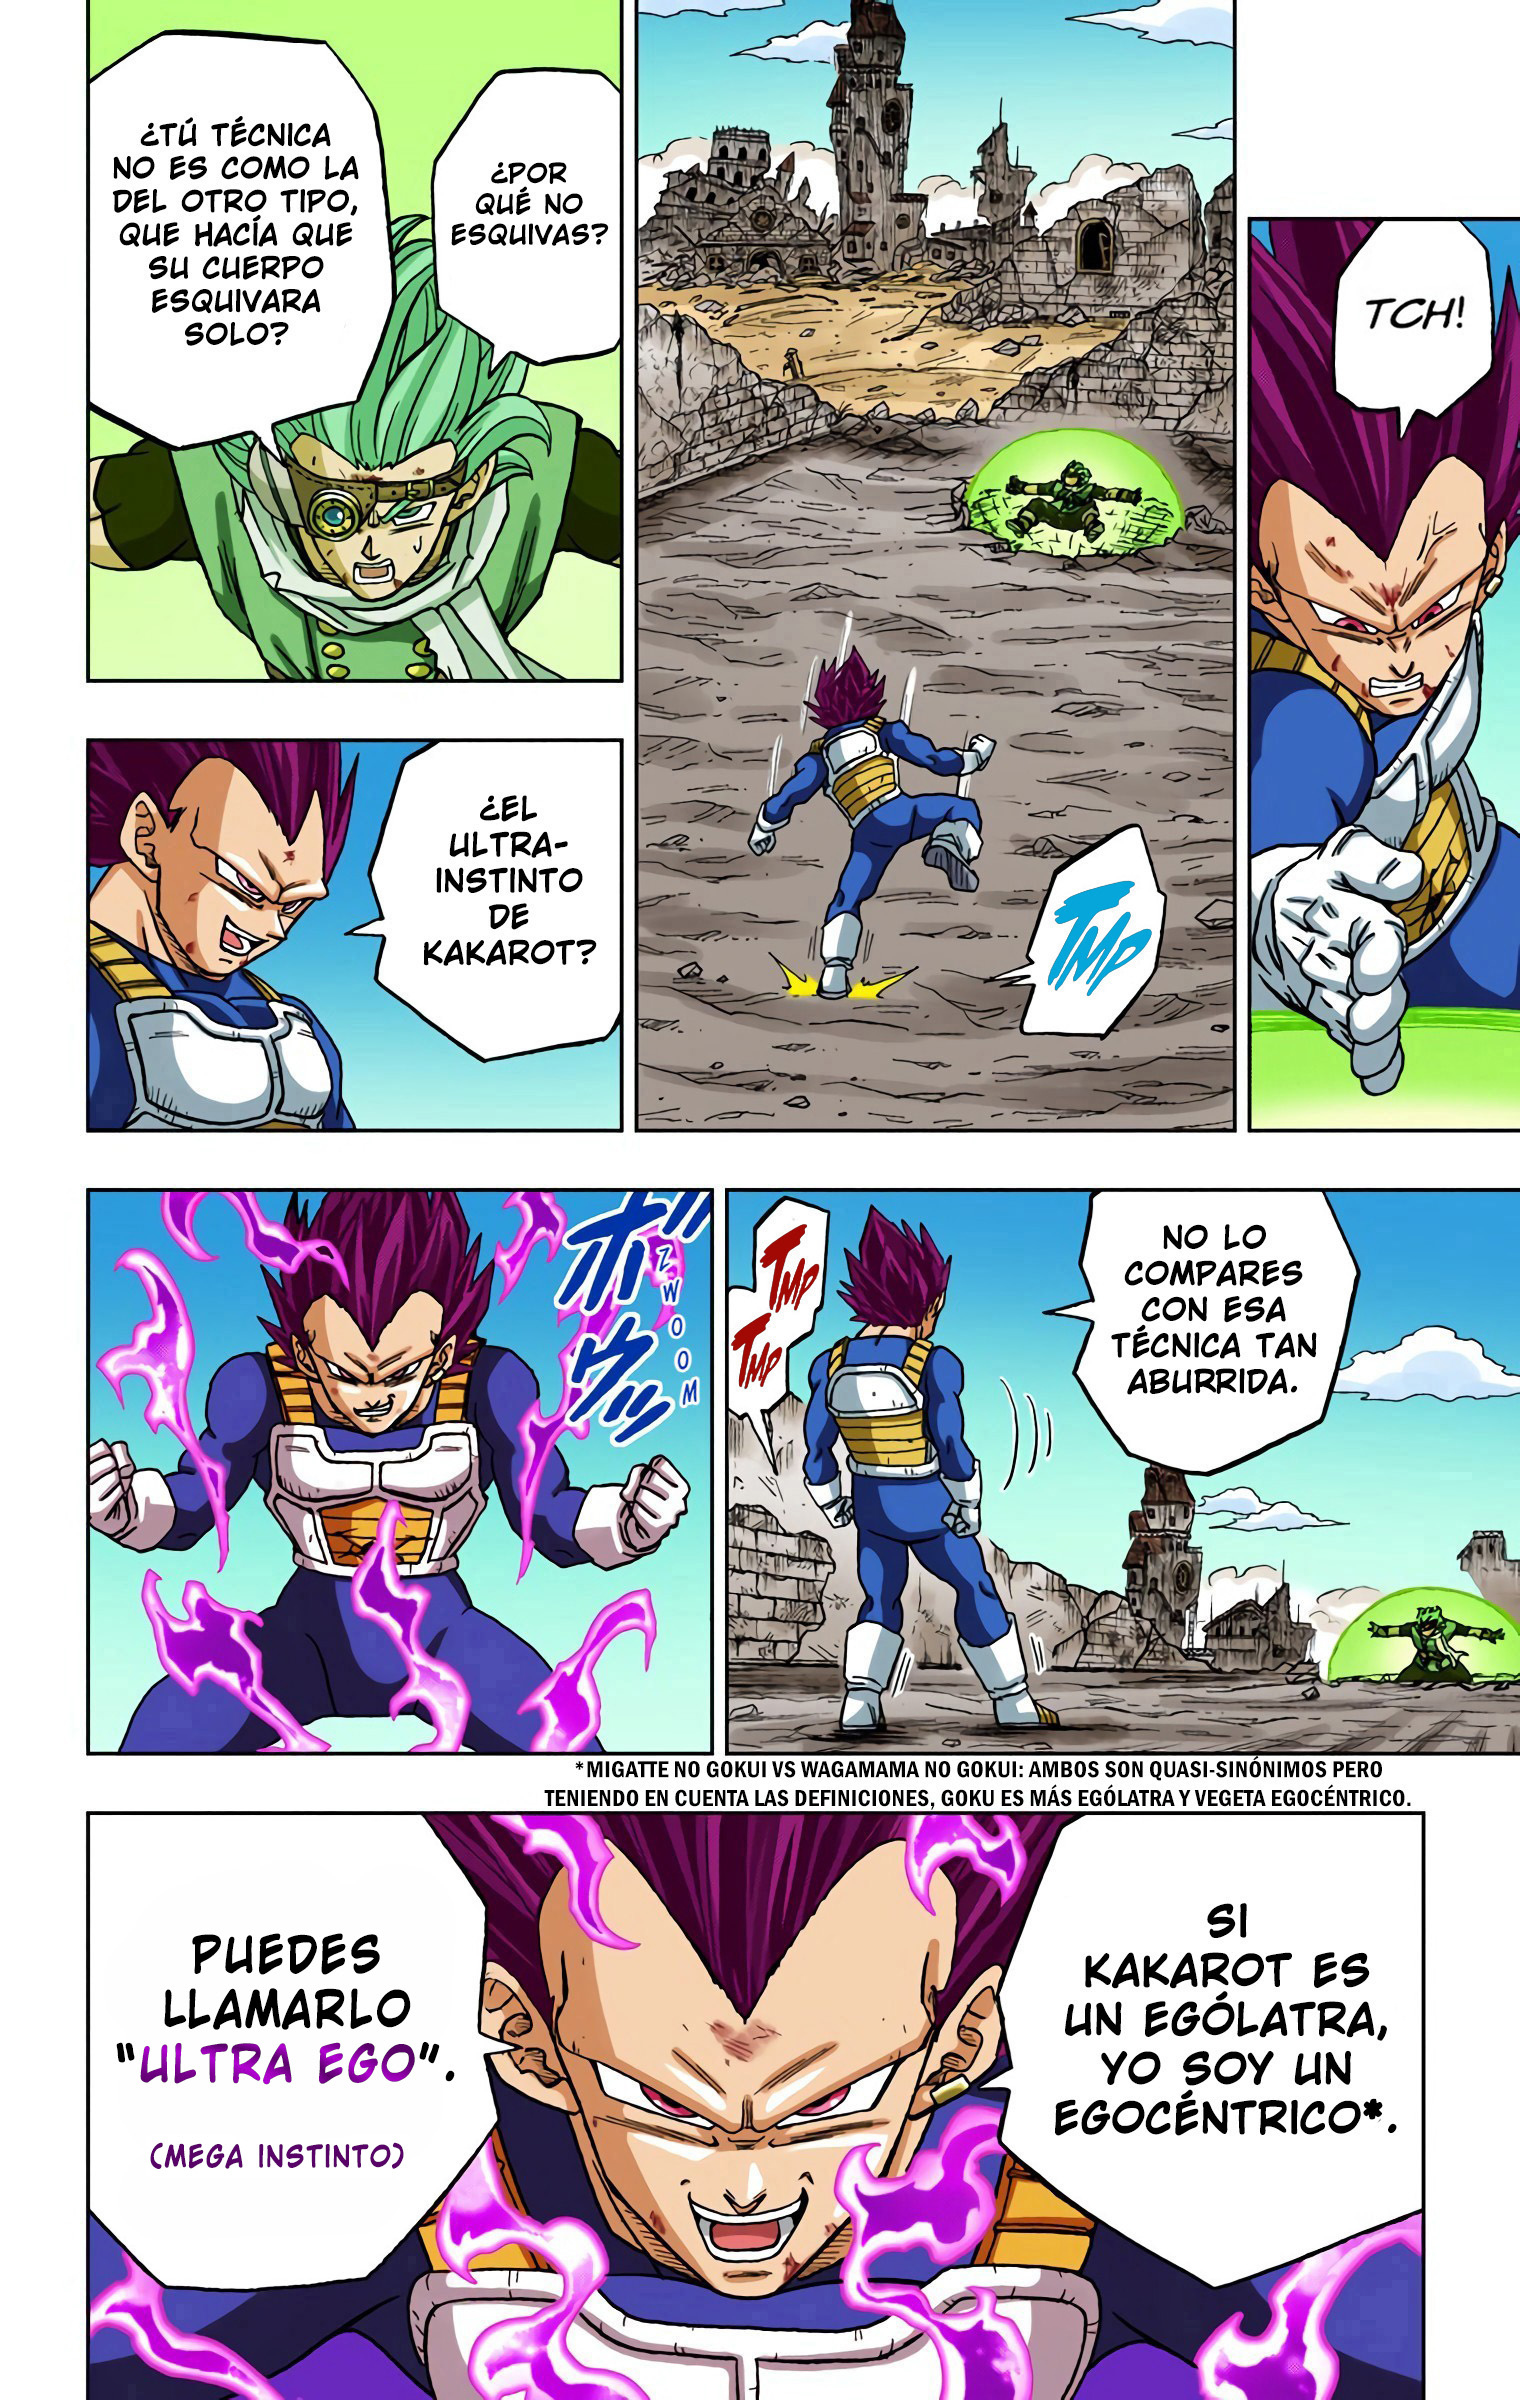 TCH!
TMP
¿POR
QUÉ NO
ESQUIVAS?
¿TÚ TÉCNICA
NO ES COMO LA
DEL OTRO TIPO,
QUE HACÍA QUE
SU CUERPO
ESQUIVARA
SOLO?
¿EL
ULTRA-
INSTINTO
DE
KAKAROT?
NO LO
COMPARES
CON ESA
TÉCNICA TAN
ABURRIDA.
TMP
TMP
ズ
ボ
ウッ
ZWOOM
*MIGATTE NO GOKUI VS WAGAMAMA NO GOKUI: AMBOS SON QUASI-SINÓNIMOS PERO
TENIENDO EN CUENTA LAS DEFINICIONES, GOKU ES MÁS EGÓLATRA Y VEGETA EGOCÉNTRICO.
SI
KAKAROT ES
UN EGÓLATRA,
YO SOY UN
EGOCÉNTRICO*.
PUEDES
LLAMARLO
"ULTRA EGO".
(MEGA INSTINTO)